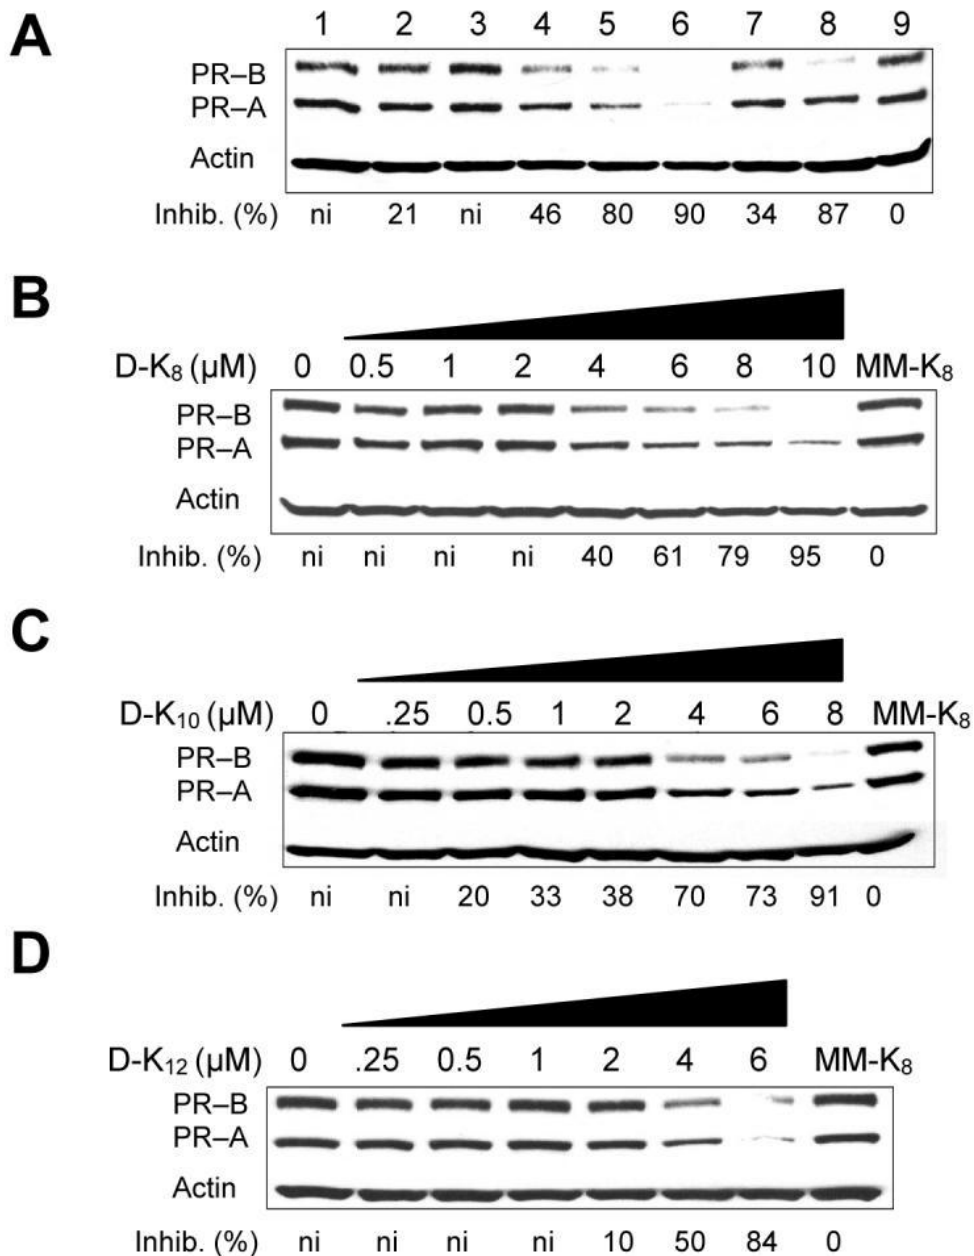 A
1 2 3 4 5 6 7 8 9
PR–B
PR–A
Actin
Inhib. (%) ni 21 ni 46 80 90 34 87 0
B
D-K₈ (µM) 0 0.5 1 2 4 6 8 10 MM-K₈
PR–B
PR–A
Actin
Inhib. (%) ni ni ni ni 40 61 79 95 0
C
D-K₁₀ (µM) 0 .25 0.5 1 2 4 6 8 MM-K₈
PR–B
PR–A
Actin
Inhib. (%) ni ni 20 33 38 70 73 91 0
D
D-K₁₂ (µM) 0 .25 0.5 1 2 4 6 MM-K₈
PR–B
PR–A
Actin
Inhib. (%) ni ni ni ni 10 50 84 0